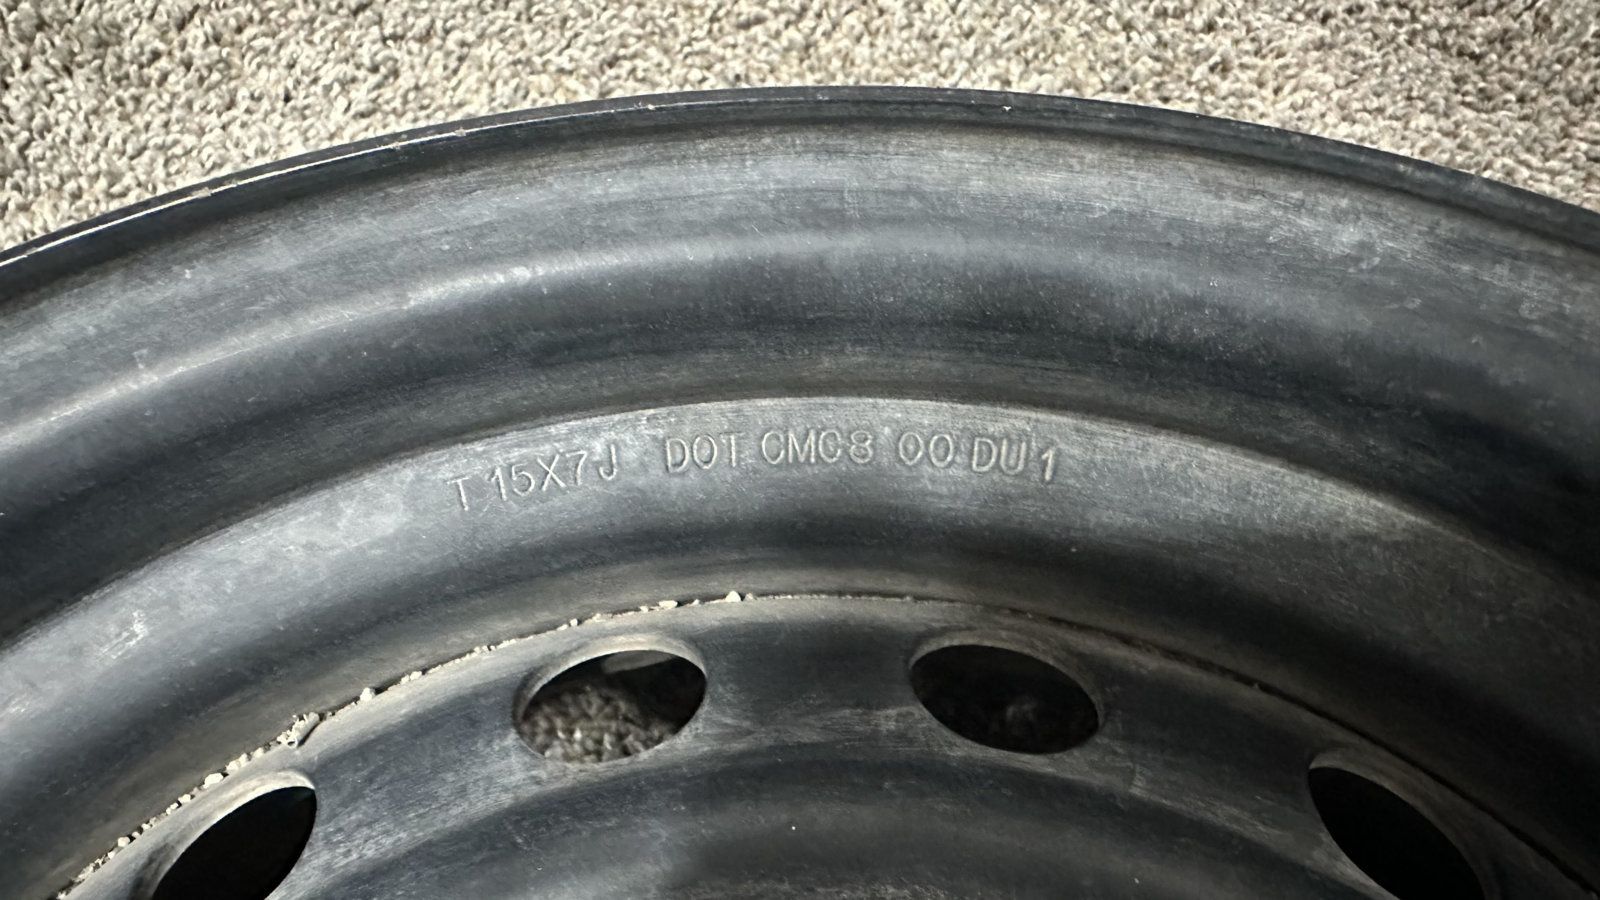 T 15X7J DOT CMC8 00 DU 1